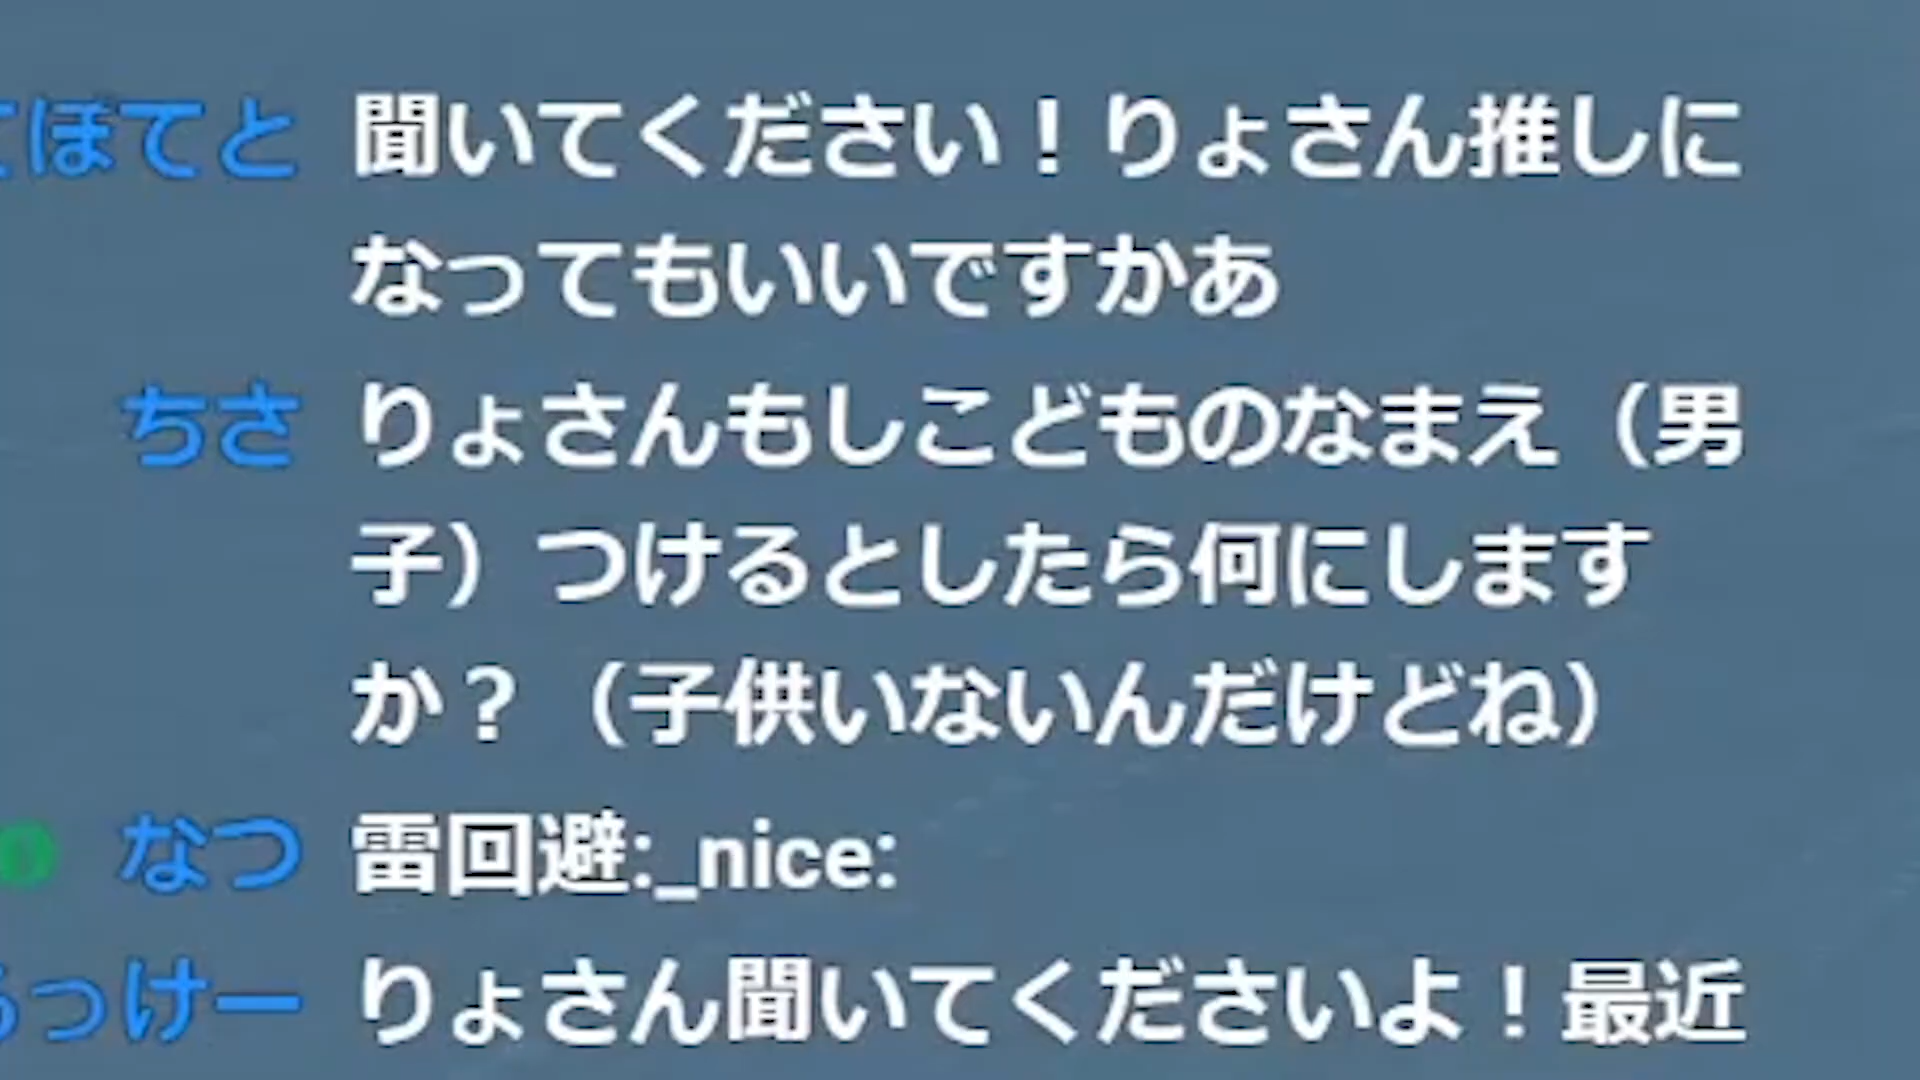 ぽてと 聞いてください！りょさん推しに
なってもいいですかあ
ちさ りょさんもしこどものなまえ（男
子）つけるとしたら何にします
か？（子供いないんだけどね）
なつ 雷回避:_nice:
っけー りょさん聞いてくださいよ！最近